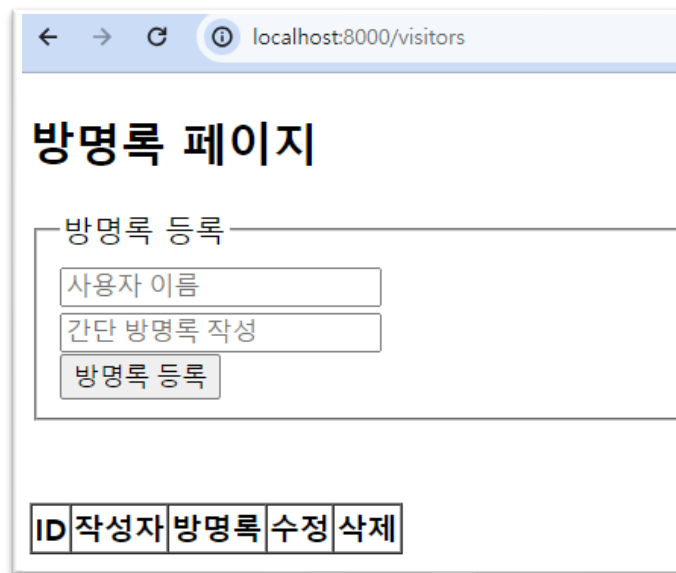 localhost:8000/visitors
방명록 페이지
방명록 등록
사용자 이름
간단 방명록 작성
방명록 등록
ID 작성자 방명록 수정 삭제